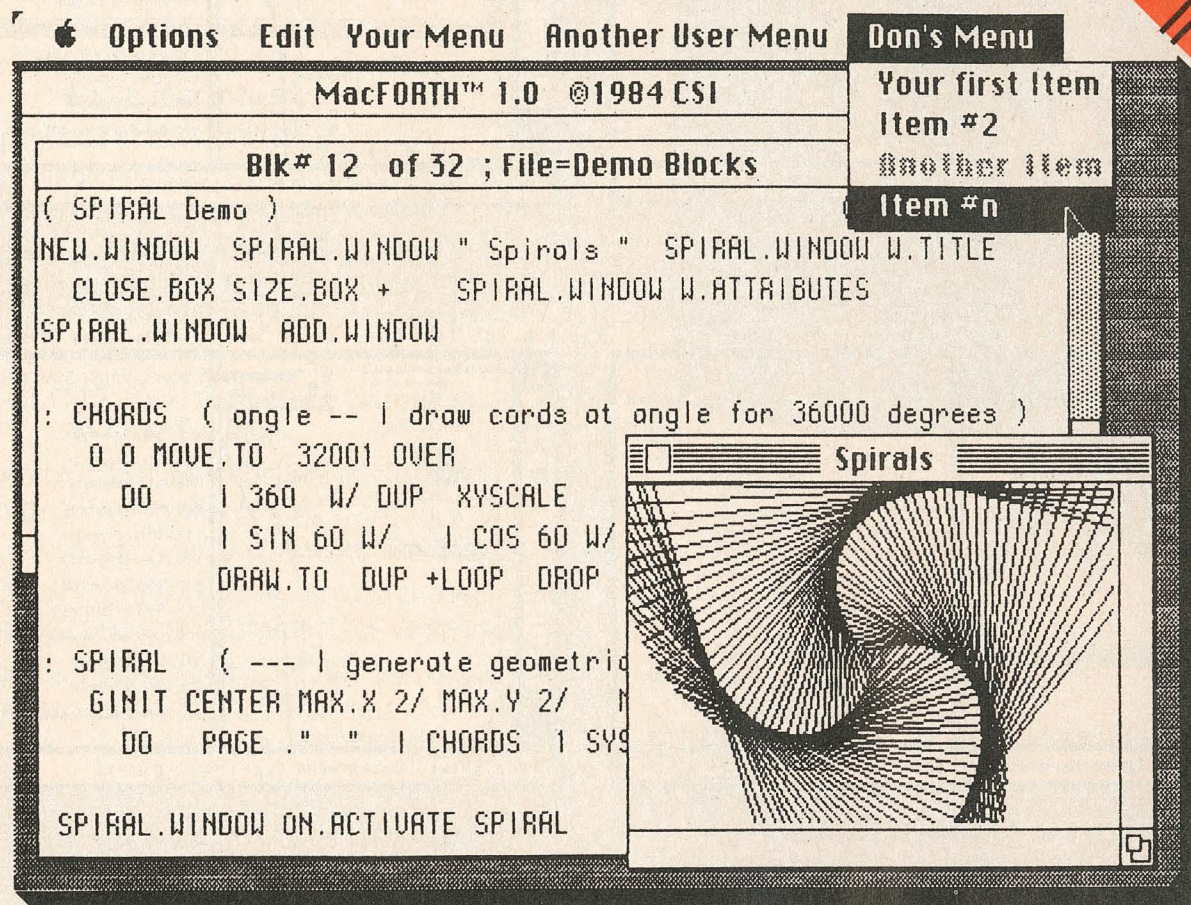 Options Edit Your Menu Another User Menu Don's Menu
Your first Item
Item #2
Another Item
Item #n
MacFORTH™ 1.0 ©1984 CSI
Blk# 12 of 32 ; File=Demo Blocks
( SPIRAL Demo ) (
NEW.WINDOW SPIRAL.WINDOW " Spirals " SPIRAL.WINDOW W.TITLE
CLOSE.BOX SIZE.BOX + SPIRAL.WINDOW W.ATTRIBUTES
SPIRAL.WINDOW ADD.WINDOW
: CHORDS ( angle -- | draw cords at angle for 36000 degrees )
0 0 MOVE.TO 32001 OVER
DO I 360 W/ DUP XYSCALE
I SIN 60 W/ I COS 60 W/
DRAW.TO DUP +LOOP DROP
: SPIRAL ( --- | generate geometric
GINIT CENTER MAX.X 2/ MAX.Y 2/
DO PAGE ." " I CHORDS 1 SYS
SPIRAL.WINDOW ON.ACTIVATE SPIRAL
Spirals